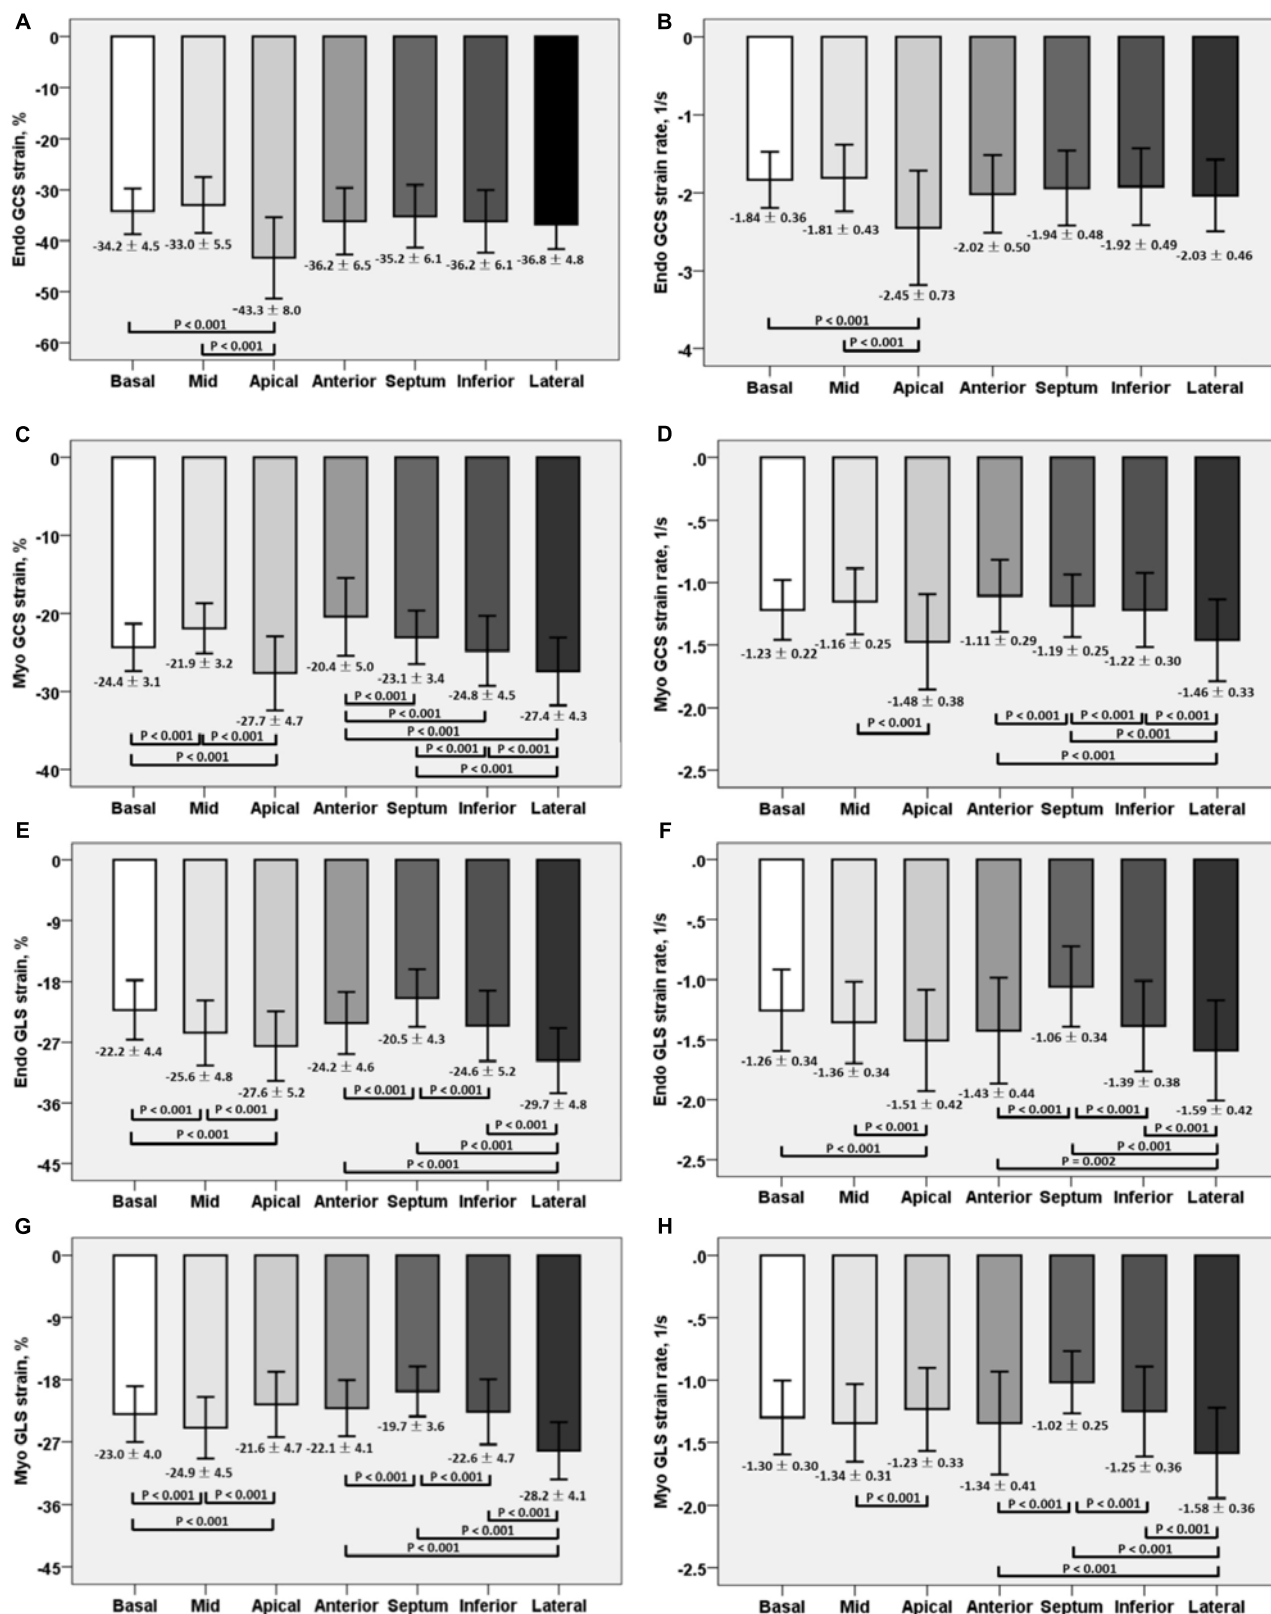 A
Endo GCS strain, %
0
-10
-20
-30
-40
-50
-60
-34.2 ± 4.5
-33.0 ± 5.5
-43.3 ± 8.0
-36.2 ± 6.5
-35.2 ± 6.1
-36.2 ± 6.1
-36.8 ± 4.8
P < 0.001
P < 0.001
Basal Mid Apical Anterior Septum Inferior Lateral
B
Endo GCS strain rate, 1/s
0
-1
-2
-3
-4
-1.84 ± 0.36
-1.81 ± 0.43
-2.45 ± 0.73
-2.02 ± 0.50
-1.94 ± 0.48
-1.92 ± 0.49
-2.03 ± 0.46
P < 0.001
P < 0.001
Basal Mid Apical Anterior Septum Inferior Lateral
C
Myo GCS strain, %
0
-10
-20
-30
-40
-24.4 ± 3.1
-21.9 ± 3.2
-27.7 ± 4.7
-20.4 ± 5.0
-23.1 ± 3.4
-24.8 ± 4.5
-27.4 ± 4.3
P < 0.001
P < 0.001
P < 0.001
P < 0.001 P < 0.001
P < 0.001 P < 0.001
P < 0.001
P < 0.001
Basal Mid Apical Anterior Septum Inferior Lateral
D
Myo GCS strain rate, 1/s
.0
-.5
-1.0
-1.5
-2.0
-2.5
-1.23 ± 0.22
-1.16 ± 0.25
-1.48 ± 0.38
-1.11 ± 0.29
-1.19 ± 0.25
-1.22 ± 0.30
-1.46 ± 0.33
P < 0.001 P < 0.001 P < 0.001
P < 0.001
P < 0.001
P < 0.001
Basal Mid Apical Anterior Septum Inferior Lateral
E
Endo GLS strain, %
0
-9
-18
-27
-36
-45
-22.2 ± 4.4
-25.6 ± 4.8
-27.6 ± 5.2
-24.2 ± 4.6
-20.5 ± 4.3
-24.6 ± 5.2
-29.7 ± 4.8
P < 0.001 P < 0.001
P < 0.001 P < 0.001
P < 0.001
P < 0.001
P < 0.001
P < 0.001
Basal Mid Apical Anterior Septum Inferior Lateral
F
Endo GLS strain rate, 1/s
.0
-.5
-1.0
-1.5
-2.0
-2.5
-1.26 ± 0.34
-1.36 ± 0.34
-1.51 ± 0.42
-1.43 ± 0.44
-1.06 ± 0.34
-1.39 ± 0.38
-1.59 ± 0.42
P < 0.001 P < 0.001
P < 0.001 P < 0.001
P < 0.001 P < 0.001
P = 0.002
Basal Mid Apical Anterior Septum Inferior Lateral
G
Myo GLS strain, %
0
-9
-18
-27
-36
-45
-23.0 ± 4.0
-24.9 ± 4.5
-21.6 ± 4.7
-22.1 ± 4.1
-19.7 ± 3.6
-22.6 ± 4.7
-28.2 ± 4.1
P < 0.001 P < 0.001
P < 0.001 P < 0.001
P < 0.001
P < 0.001
P < 0.001
P < 0.001
Basal Mid Apical Anterior Septum Inferior Lateral
H
Myo GLS strain rate, 1/s
.0
-.5
-1.0
-1.5
-2.0
-2.5
-1.30 ± 0.30
-1.34 ± 0.31
-1.23 ± 0.33
-1.34 ± 0.41
-1.02 ± 0.25
-1.25 ± 0.36
-1.58 ± 0.36
P < 0.001
P < 0.001 P < 0.001
P < 0.001
P < 0.001
P < 0.001
Basal Mid Apical Anterior Septum Inferior Lateral